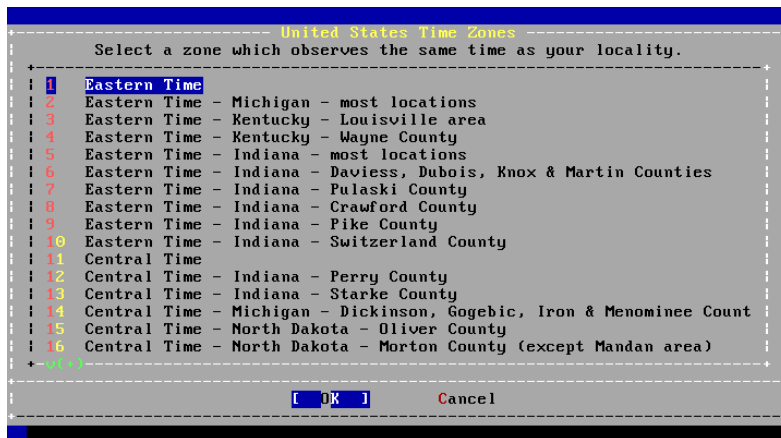 United States Time Zones
Select a zone which observes the same time as your locality.
1 Eastern Time
2 Eastern Time - Michigan - most locations
3 Eastern Time - Kentucky - Louisville area
4 Eastern Time - Kentucky - Wayne County
5 Eastern Time - Indiana - most locations
6 Eastern Time - Indiana - Daviess, Dubois, Knox & Martin Counties
7 Eastern Time - Indiana - Pulaski County
8 Eastern Time - Indiana - Crawford County
9 Eastern Time - Indiana - Pike County
10 Eastern Time - Indiana - Switzerland County
11 Central Time
12 Central Time - Indiana - Perry County
13 Central Time - Indiana - Starke County
14 Central Time - Michigan - Dickinson, Gogebic, Iron & Menominee Count
15 Central Time - North Dakota - Oliver County
16 Central Time - North Dakota - Morton County (except Mandan area)
v(+)
[ OK ] Cancel